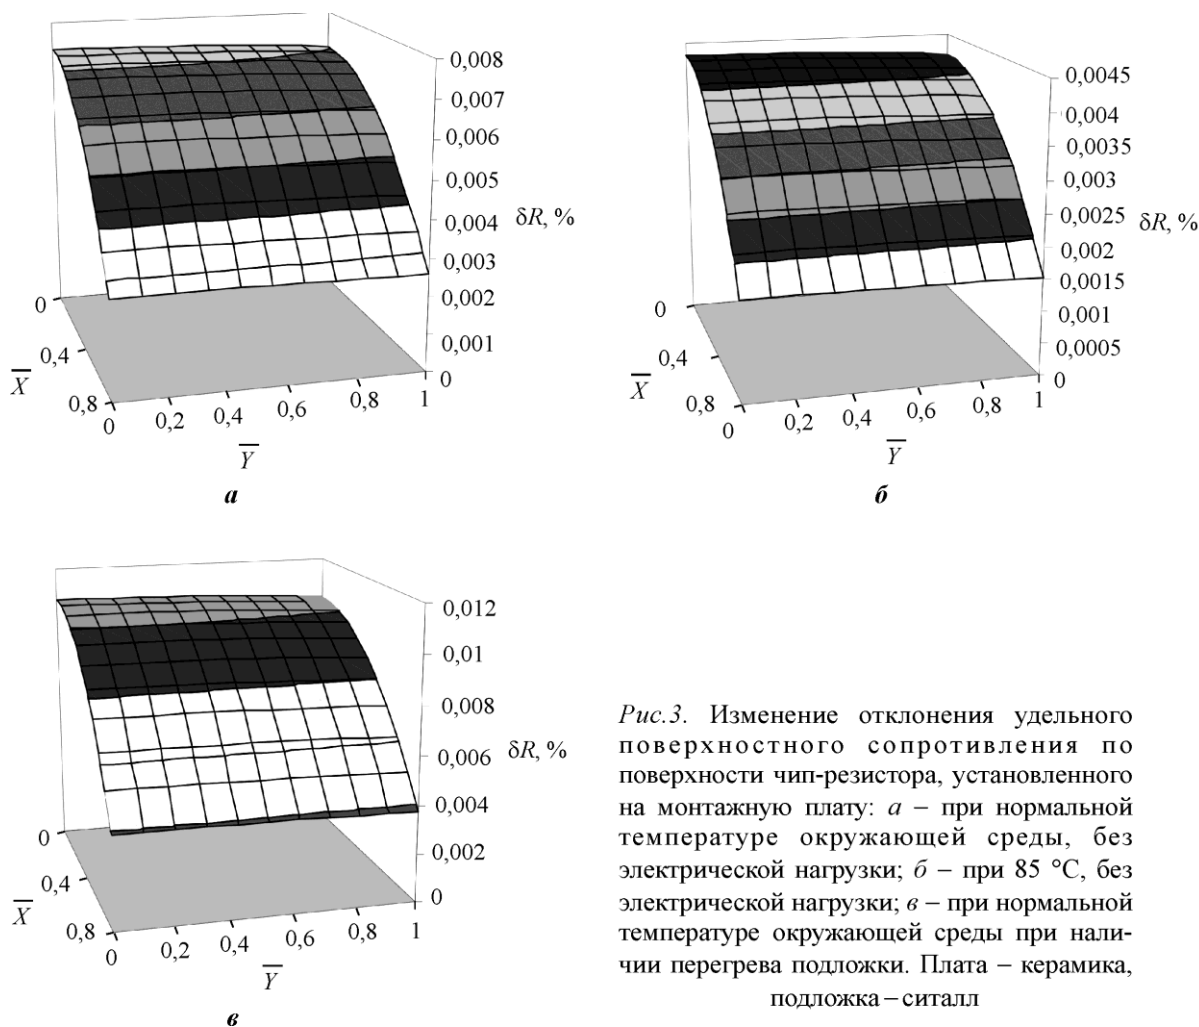 0,008
0,007
0,006
0,005
0,004
δR, %
0,003
0,002
0,001
0
0
0,4
X̅
0,8
0
0,2
0,4
0,6
0,8
1
Y̅
а
0,0045
0,004
0,0035
0,003
0,0025
δR, %
0,002
0,0015
0,001
0,0005
0
0
0,4
X̅
0,8
0
0,2
0,4
0,6
0,8
1
Y̅
б
0,012
0,01
0,008
0,006
δR, %
0,004
0,002
0
0
0,4
X̅
0,8
0
0,2
0,4
0,6
0,8
1
Y̅
в
Рис.3. Изменение отклонения удельного
поверхностного сопротивления по
поверхности чип-резистора, установленного
на монтажную плату: а – при нормальной
температуре окружающей среды, без
электрической нагрузки; б – при 85 °С, без
электрической нагрузки; в – при нормальной
температуре окружающей среды при нали-
чии перегрева подложки. Плата – керамика,
подложка – ситалл